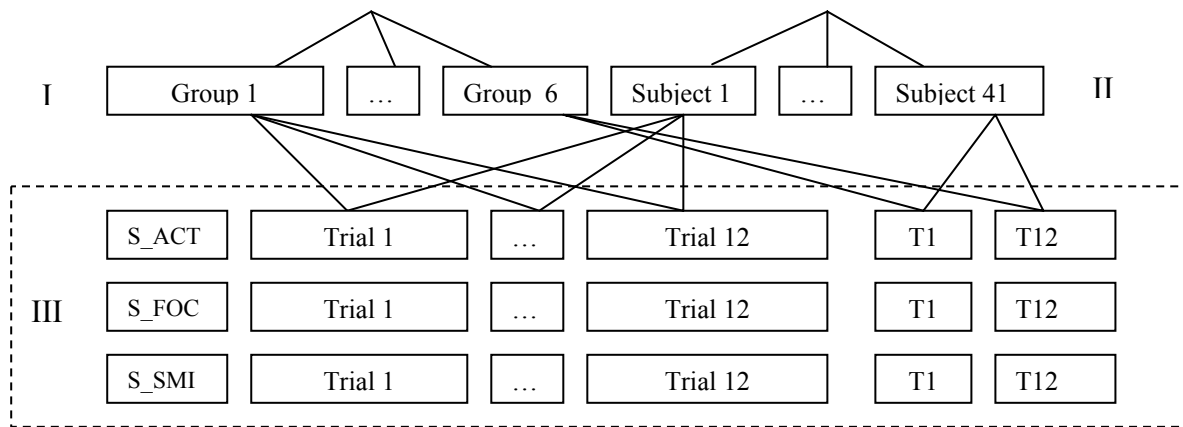 I Group 1 … Group 6 Subject 1 … Subject 41 II
S_ACT Trial 1 … Trial 12 T1 T12
III S_FOC Trial 1 … Trial 12 T1 T12
S_SMI Trial 1 … Trial 12 T1 T12